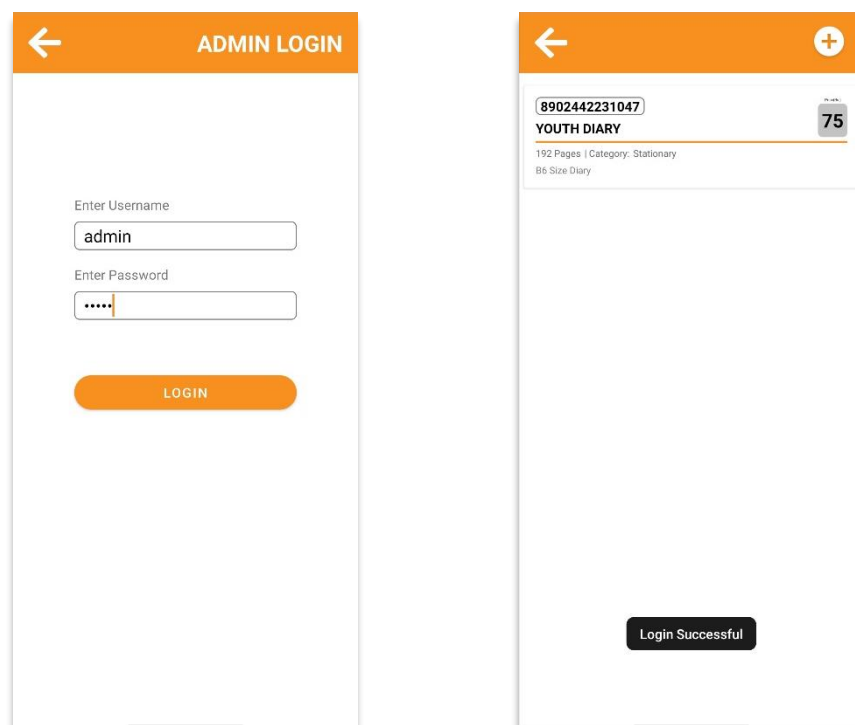 ADMIN LOGIN
Enter Username
admin
Enter Password
•••••
LOGIN
8902442231047
YOUTH DIARY
75
192 Pages | Category: Stationary
B6 Size Diary
Login Successful